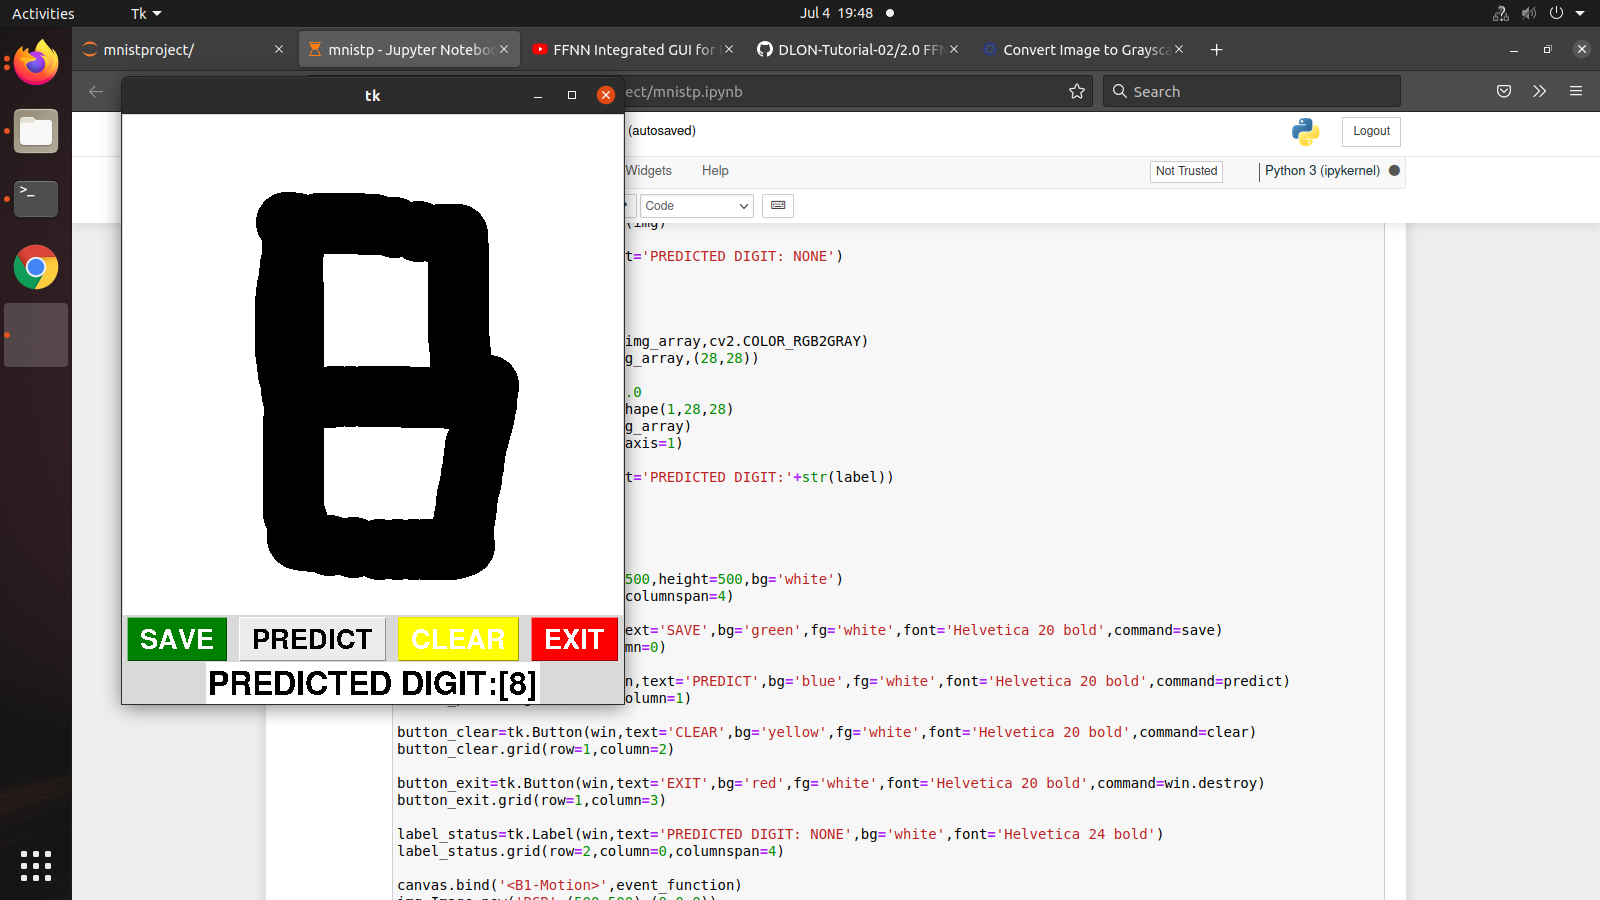 Activities
Tk
Jul 4 19:48
mnistproject/
mnistp - Jupyter Noteboo
FFNN Integrated GUI for
DLON-Tutorial-02/2.0 FFN
Convert Image to Graysca
tk
ect/mnistp.ipynb
Search
(autosaved)
Logout
Widgets
Help
Not Trusted
Python 3 (ipykernel)
Code
(img)
t='PREDICTED DIGIT: NONE')
img_array,cv2.COLOR_RGB2GRAY)
g_array,(28,28))
.0
hape(1,28,28)
g_array)
axis=1)
t='PREDICTED DIGIT:'+str(label))
500,height=500,bg='white')
columnspan=4)
ext='SAVE',bg='green',fg='white',font='Helvetica 20 bold',command=save)
mn=0)
n,text='PREDICT',bg='blue',fg='white',font='Helvetica 20 bold',command=predict)
olumn=1)
SAVE
PREDICT
CLEAR
EXIT
PREDICTED DIGIT:[8]
button_clear=tk.Button(win,text='CLEAR',bg='yellow',fg='white',font='Helvetica 20 bold',command=clear)
button_clear.grid(row=1,column=2)
button_exit=tk.Button(win,text='EXIT',bg='red',fg='white',font='Helvetica 20 bold',command=win.destroy)
button_exit.grid(row=1,column=3)
label_status=tk.Label(win,text='PREDICTED DIGIT: NONE',bg='white',font='Helvetica 24 bold')
label_status.grid(row=2,column=0,columnspan=4)
canvas.bind('<B1-Motion>',event_function)
img=Image.new('RGB',(500,500),(0,0,0))